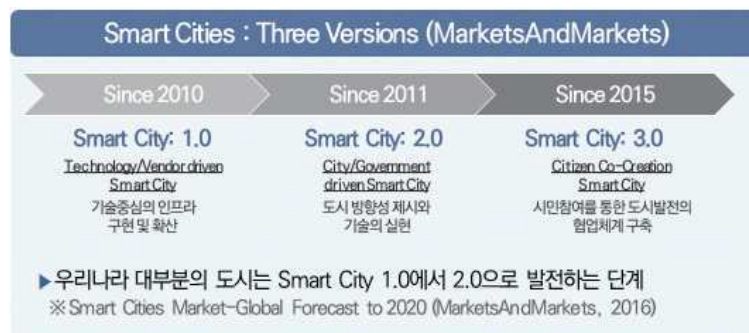 Smart Cities : Three Versions (MarketsAndMarkets)
Since 2010
Since 2011
Since 2015
Smart City: 1.0
Smart City: 2.0
Smart City: 3.0
Technology/Vendor driven
Smart City
기술중심의 인프라
구현 및 확산
City/Government
driven Smart City
도시 방향성 제시와
기술의 실현
Citizen Co-Creation
Smart City
시민참여를 통한 도시발전의
협업체계 구축
▶우리나라 대부분의 도시는 Smart City 1.0에서 2.0으로 발전하는 단계
※Smart Cities Market-Global Forecast to 2020 (MarketsAndMarkets, 2016)